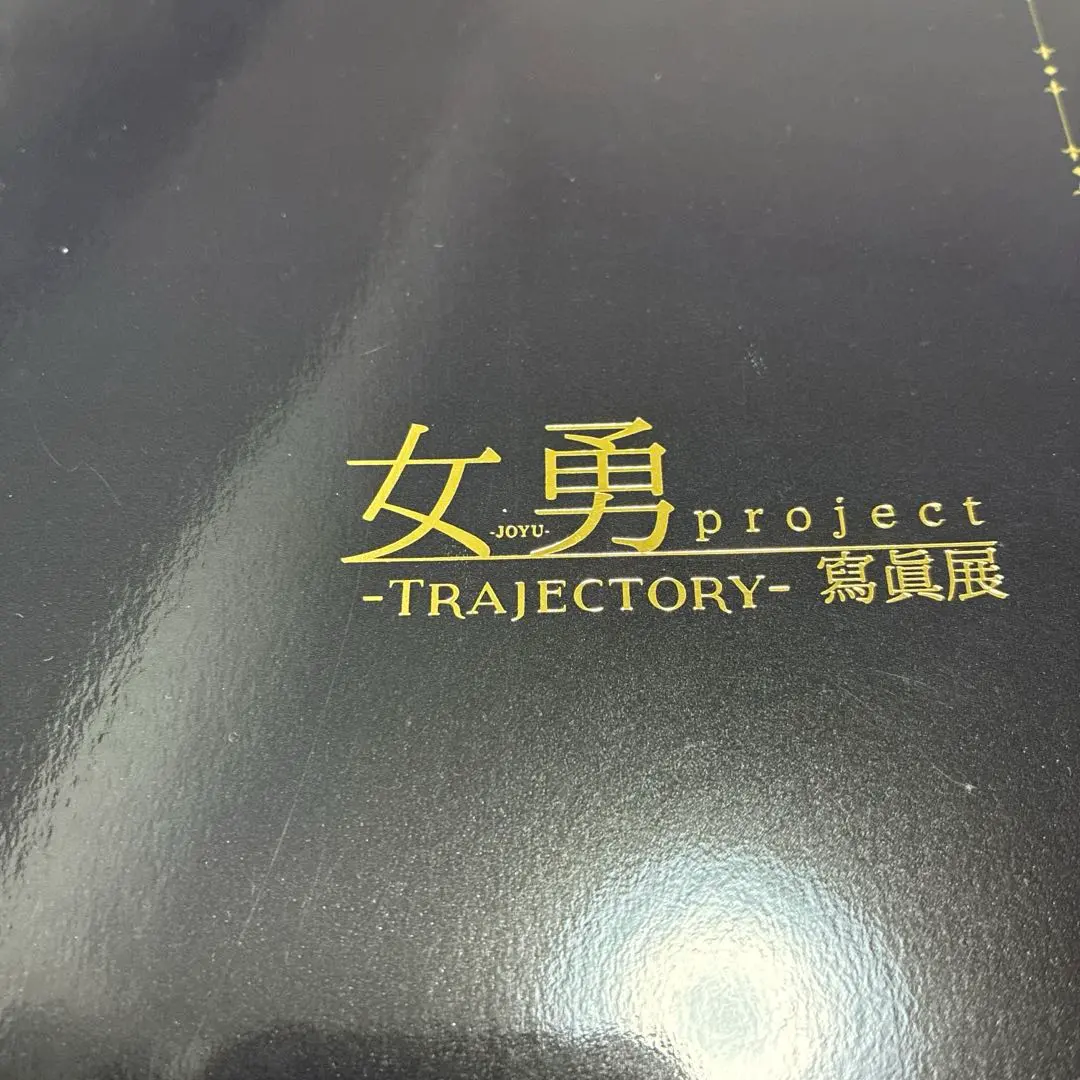 女-JOYU-勇project
-TRAJECTORY- 寫眞展